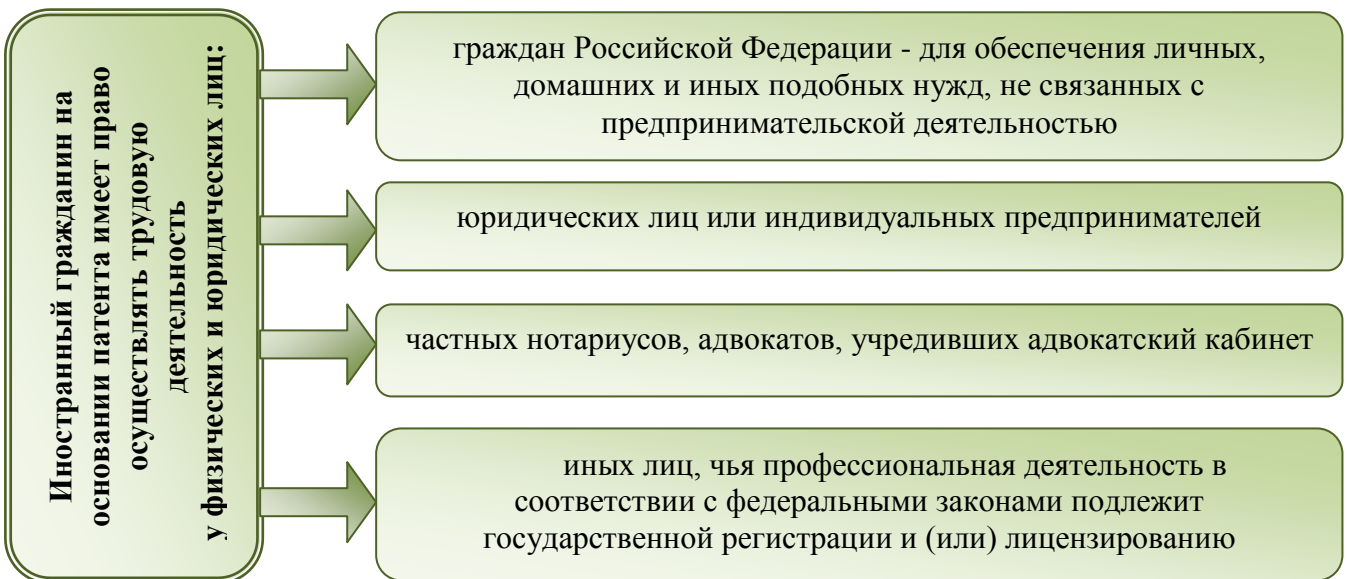 Иностранный гражданин на
основании патента имеет право
осуществлять трудовую
деятельность
у физических и юридических лиц:
граждан Российской Федерации - для обеспечения личных,
домашних и иных подобных нужд, не связанных с
предпринимательской деятельностью
юридических лиц или индивидуальных предпринимателей
частных нотариусов, адвокатов, учредивших адвокатский кабинет
иных лиц, чья профессиональная деятельность в
соответствии с федеральными законами подлежит
государственной регистрации и (или) лицензированию